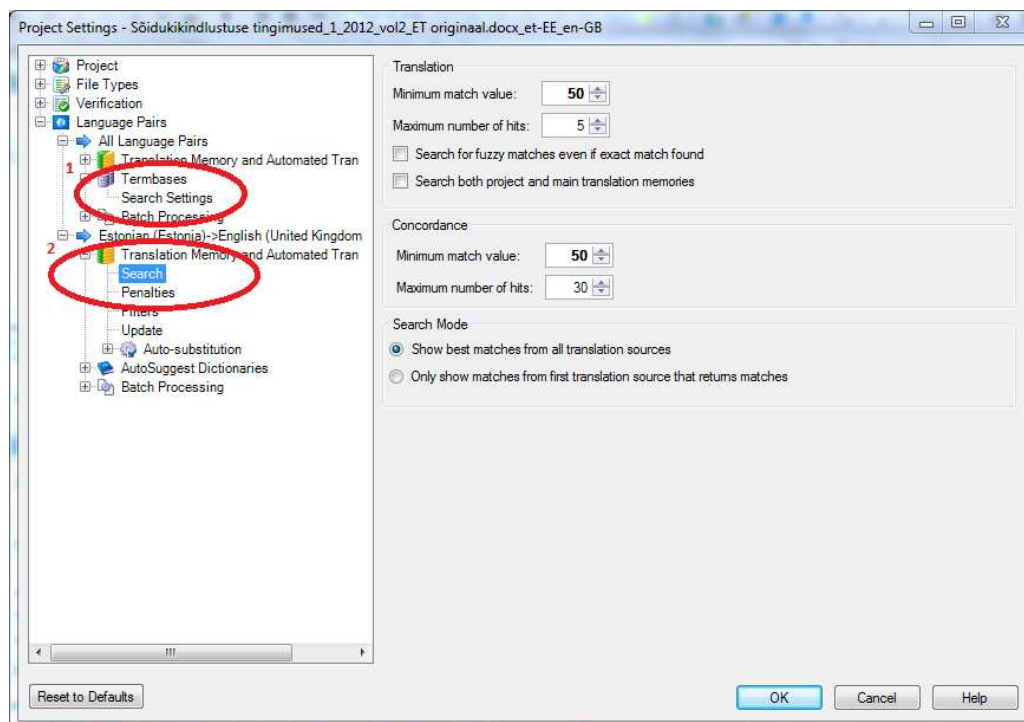 Project Settings - Sõidukikindlustuse tingimused_1_2012_vol2_ET originaal.docx_et-EE_en-GB
Project
File Types
Verification
Language Pairs
All Language Pairs
Translation Memory and Automated Tran
1
Termbases
Search Settings
Batch Processing
Estonian (Estonia)->English (United Kingdom
2
Translation Memory and Automated Tran
Search
Penalties
Filters
Update
Auto-substitution
AutoSuggest Dictionaries
Batch Processing
Translation
Minimum match value: 50
Maximum number of hits: 5
Search for fuzzy matches even if exact match found
Search both project and main translation memories
Concordance
Minimum match value: 50
Maximum number of hits: 30
Search Mode
Show best matches from all translation sources
Only show matches from first translation source that returns matches
Reset to Defaults
OK
Cancel
Help